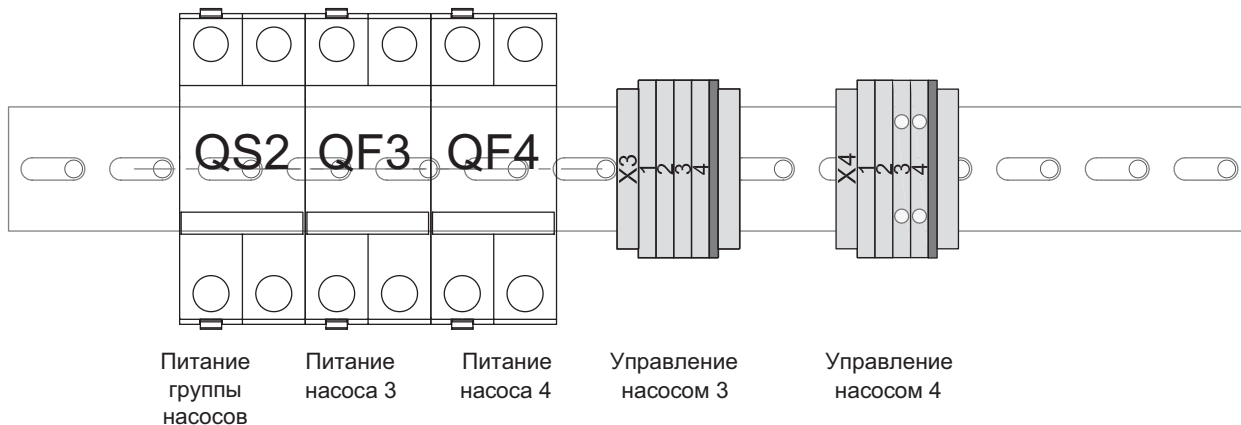 QS2 QF3 QF4
X3 1 2 3 4
X4 1 2 3 4
Питание
группы
насосов
Питание
насоса 3
Питание
насоса 4
Управление
насосом 3
Управление
насосом 4